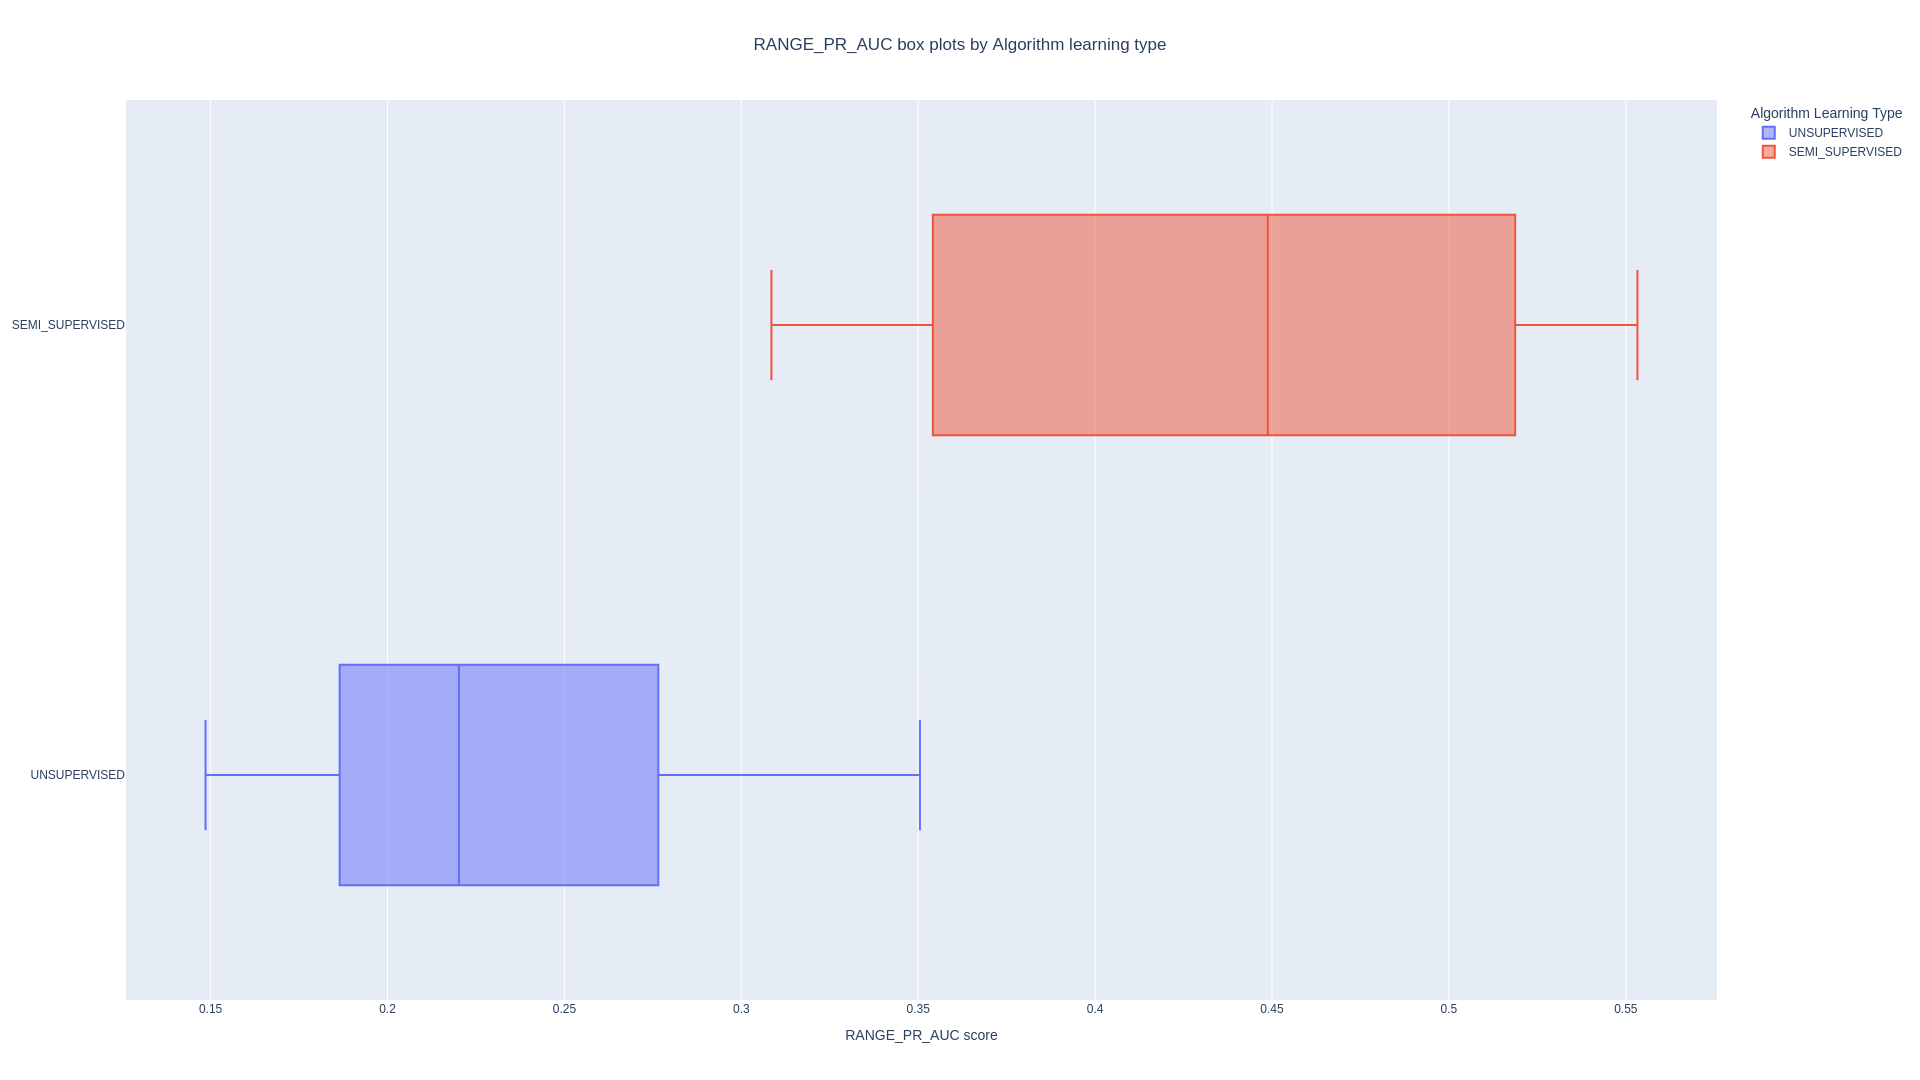 RANGE_PR_AUC box plots by Algorithm learning type
Algorithm Learning Type
UNSUPERVISED
SEMI_SUPERVISED
SEMI_SUPERVISED
UNSUPERVISED
0.15 0.2 0.25 0.3 0.35 0.4 0.45 0.5 0.55
RANGE_PR_AUC score